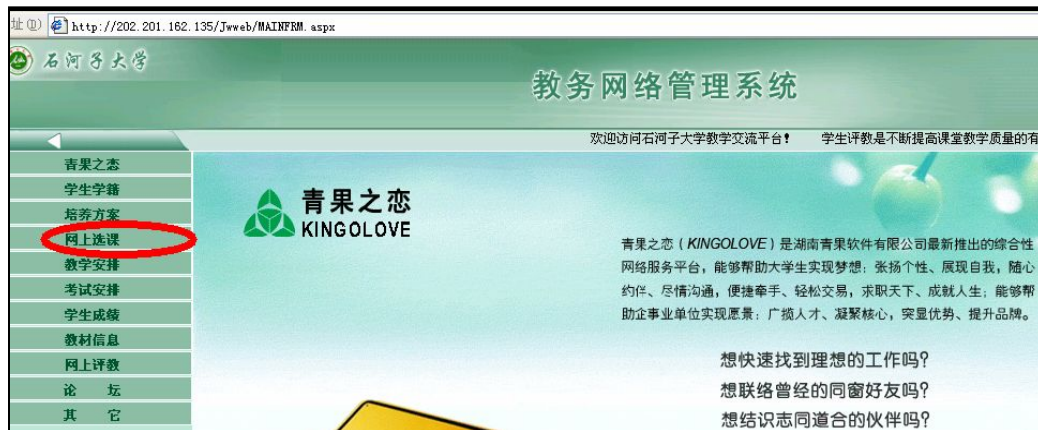 址(D) http://202.201.162.135/Jwweb/MAINFRM.aspx
石河子大学
教务网络管理系统
欢迎访问石河子大学教学交流平台! 学生评教是不断提高课堂教学质量的有
青果之恋
学生学籍
培养方案
网上选课
教学安排
考试安排
学生成绩
教材信息
网上评教
论 坛
其 它
青果之恋
KINGOLOVE
青果之恋(KINGOLOVE)是湖南青果软件有限公司最新推出的综合性
网络服务平台,能够帮助大学生实现梦想:张扬个性、展现自我,随心
约伴、尽情沟通,便捷牵手、轻松交易,求职天下、成就人生;能够帮
助企事业单位实现愿景:广揽人才、凝聚核心,突显优势、提升品牌。
想快速找到理想的工作吗?
想联络曾经的同窗好友吗?
想结识志同道合的伙伴吗?